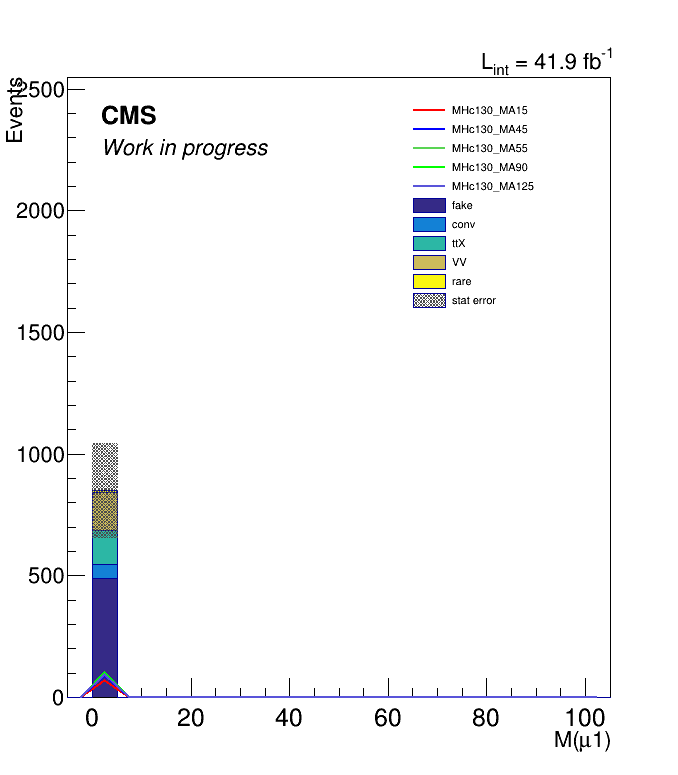 L_int = 41.9 fb^-1
Events
2500
2000
1500
1000
500
0
CMS
Work in progress
MHc130_MA15
MHc130_MA45
MHc130_MA55
MHc130_MA90
MHc130_MA125
fake
conv
ttX
VV
rare
stat error
0 20 40 60 80 100
M(μ1)